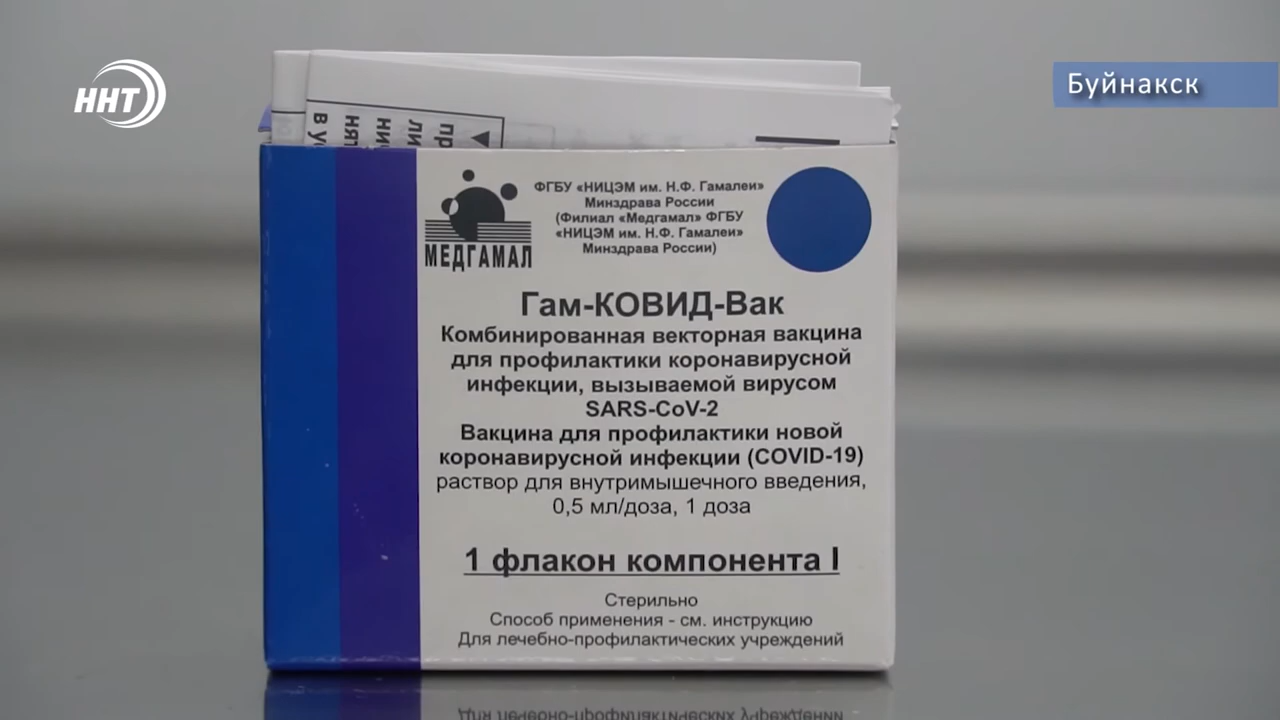 ННТ
Буйнакск
МЕДГАМАЛ
ФГБУ «НИЦЭМ им. Н.Ф. Гамалеи»
Минздрава России
(Филиал «Медгамал» ФГБУ
«НИЦЭМ им. Н.Ф. Гамалеи»
Минздрава России)
Гам-КОВИД-Вак
Комбинированная векторная вакцина
для профилактики коронавирусной
инфекции, вызываемой вирусом
SARS-CoV-2
Вакцина для профилактики новой
коронавирусной инфекции (COVID-19)
раствор для внутримышечного введения,
0,5 мл/доза, 1 доза
1 флакон компонента I
Стерильно
Способ применения - см. инструкцию
Для лечебно-профилактических учреждений